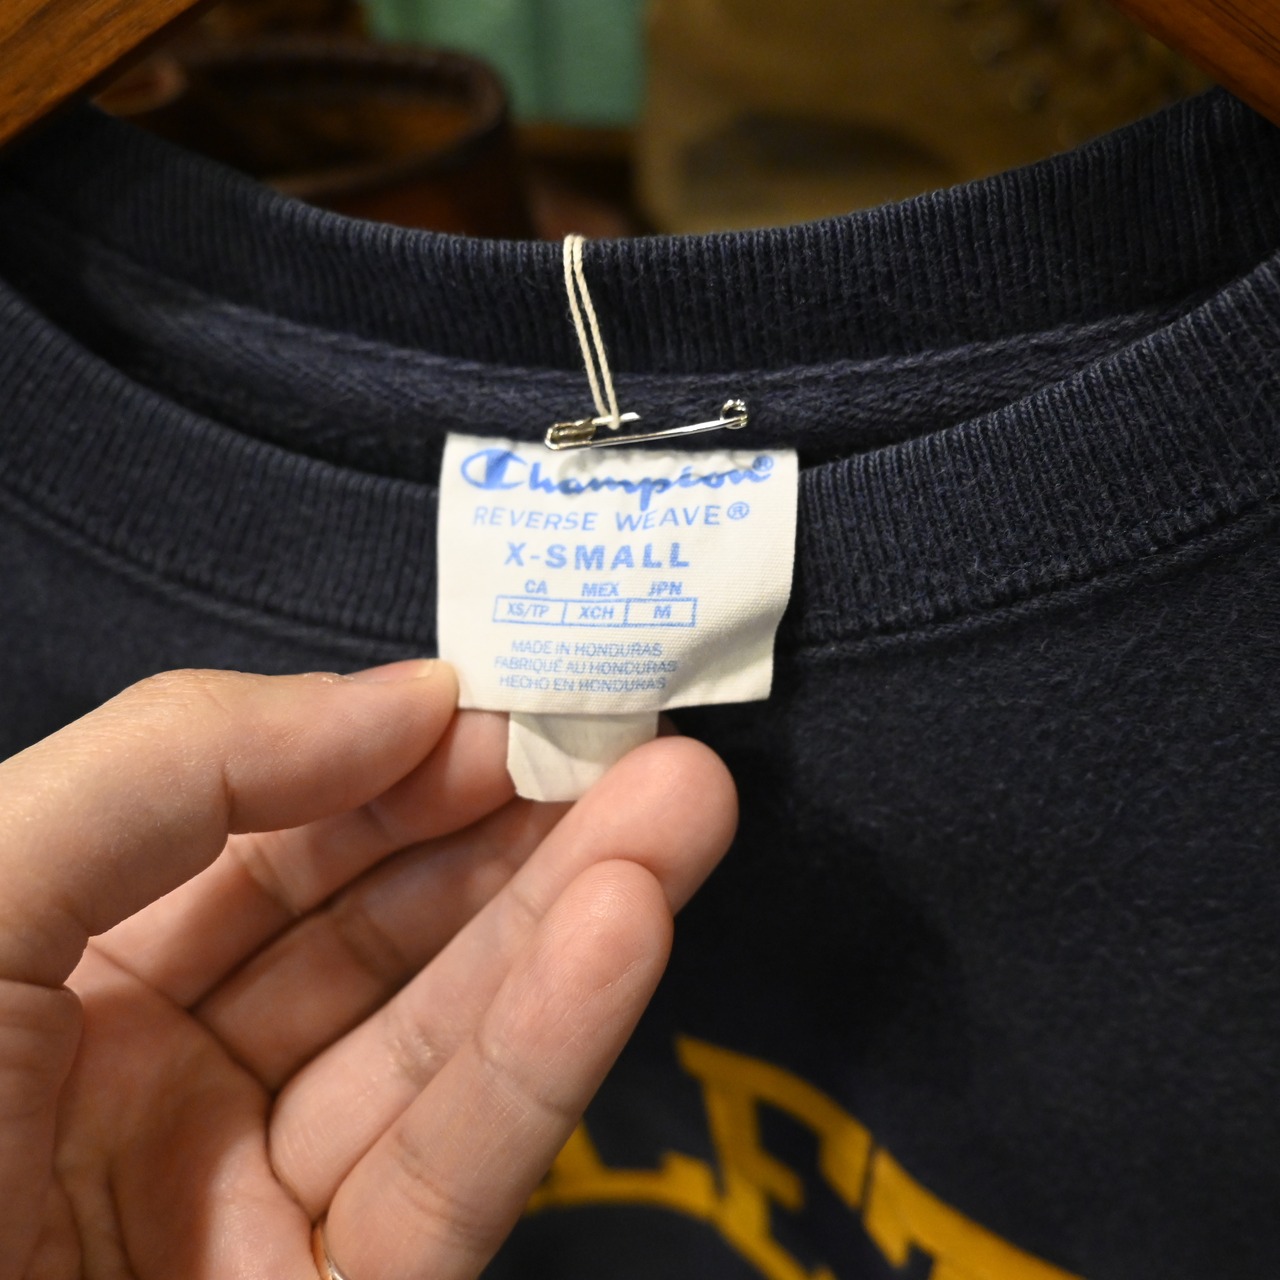 Champion®
REVERSE WEAVE®
X-SMALL
CA MEX JPN
XS/TP XCH M
MADE IN HONDURAS
FABRIQUÉ AU HONDURAS
HECHO EN HONDURAS